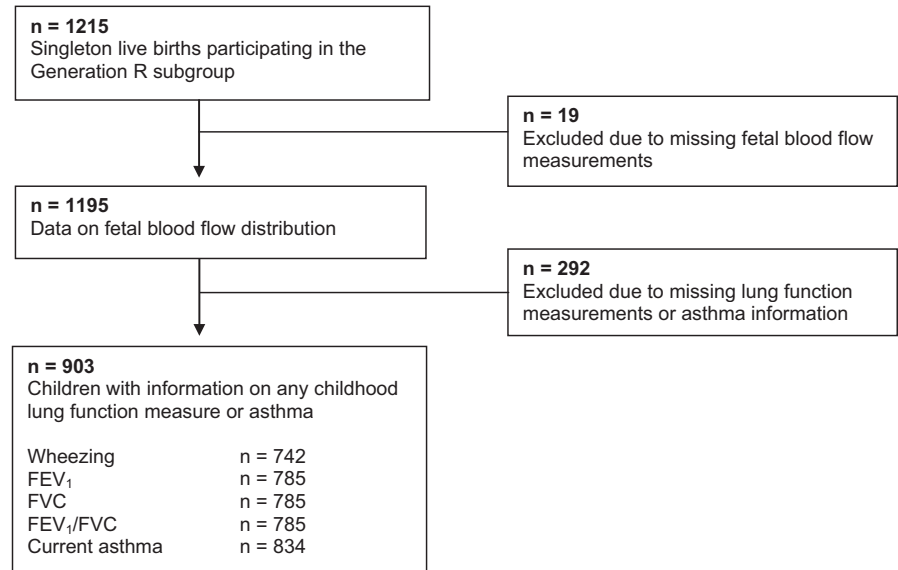 n = 1215
Singleton live births participating in the
Generation R subgroup
n = 19
Excluded due to missing fetal blood flow
measurements
n = 1195
Data on fetal blood flow distribution
n = 292
Excluded due to missing lung function
measurements or asthma information
n = 903
Children with information on any childhood
lung function measure or asthma
Wheezing n = 742
FEV₁ n = 785
FVC n = 785
FEV₁/FVC n = 785
Current asthma n = 834